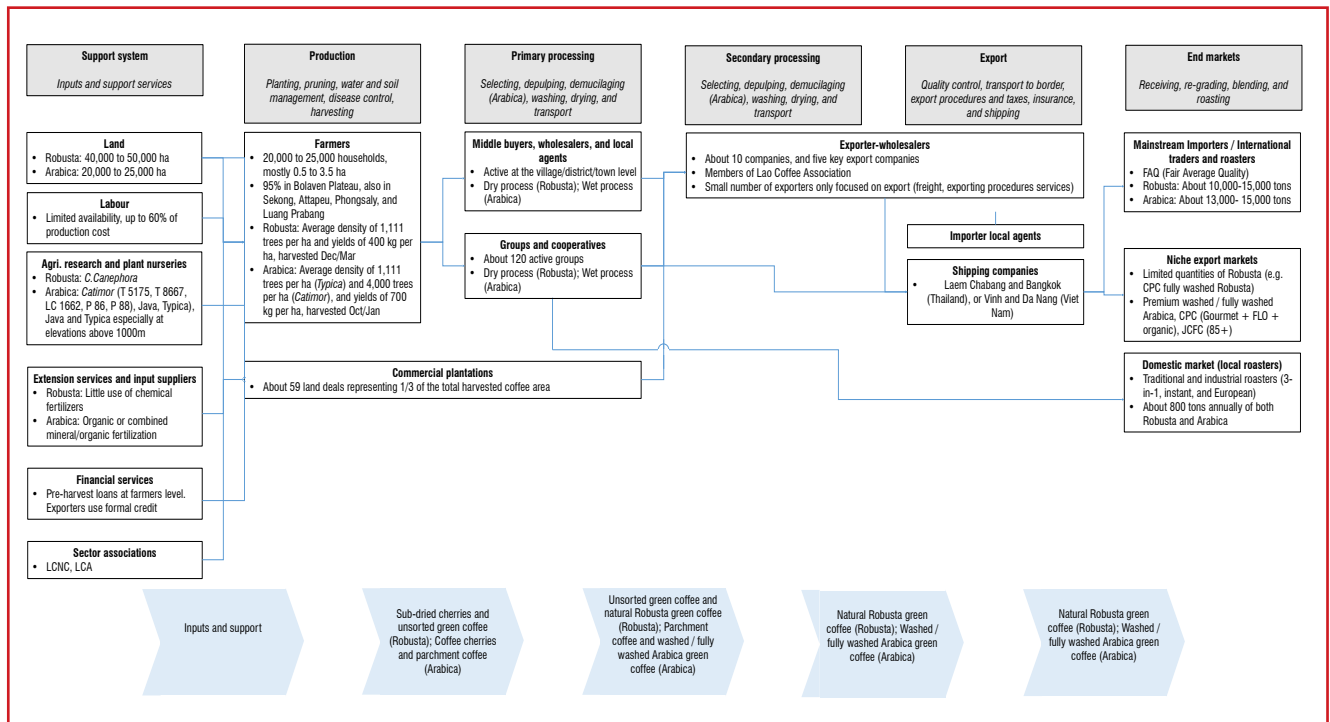 Support system
Inputs and support services
Production
Planting, pruning, water and soil
management, disease control,
harvesting
Primary processing
Selecting, depulping, demucilaging
(Arabica), washing, drying, and
transport
Secondary processing
Selecting, depulping, demucilaging
(Arabica), washing, drying, and
transport
Export
Quality control, transport to border,
export procedures and taxes, insurance,
and shipping
End markets
Receiving, re-grading, blending, and
roasting
Land
• Robusta: 40,000 to 50,000 ha
• Arabica: 20,000 to 25,000 ha
Labour
• Limited availability, up to 60% of
production cost
Agri. research and plant nurseries
• Robusta: C.Canephora
• Arabica: Catimor (T 5175, T 8667,
LC 1662, P 86, P 88), Java, Typica),
Java and Typica especially at
elevations above 1000m
Extension services and input suppliers
• Robusta: Little use of chemical
fertilizers
• Arabica: Organic or combined
mineral/organic fertilization
Financial services
• Pre-harvest loans at farmers level.
Exporters use formal credit
Sector associations
• LCNC, LCA
Farmers
• 20,000 to 25,000 households,
mostly 0.5 to 3.5 ha
• 95% in Bolaven Plateau, also in
Sekong, Attapeu, Phongsaly, and
Luang Prabang
• Robusta: Average density of 1,111
trees per ha and yields of 400 kg per
ha, harvested Dec/Mar
• Arabica: Average density of 1,111
trees per ha (Typica) and 4,000 trees
per ha (Catimor), and yields of 700
kg per ha, harvested Oct/Jan
Commercial plantations
• About 59 land deals representing 1/3 of the total harvested coffee area
Middle buyers, wholesalers, and local
agents
• Active at the village/district/town level
• Dry process (Robusta); Wet process
(Arabica)
Groups and cooperatives
• About 120 active groups
• Dry process (Robusta); Wet process
(Arabica)
Exporter-wholesalers
• About 10 companies, and five key export companies
• Members of Lao Coffee Association
• Small number of exporters only focused on export (freight, exporting procedures services)
Importer local agents
Shipping companies
• Laem Chabang and Bangkok
(Thailand), or Vinh and Da Nang (Viet
Nam)
Mainstream Importers / International
traders and roasters
• FAQ (Fair Average Quality)
• Robusta: About 10,000-15,000 tons
• Arabica: About 13,000- 15,000 tons
Niche export markets
• Limited quantities of Robusta (e.g.
CPC fully washed Robusta)
• Premium washed / fully washed
Arabica, CPC (Gourmet + FLO +
organic), JCFC (85+)
Domestic market (local roasters)
• Traditional and industrial roasters (3-
in-1, instant, and European)
• About 800 tons annually of both
Robusta and Arabica
Inputs and support
Sub-dried cherries and
unsorted green coffee
(Robusta); Coffee cherries
and parchment coffee
(Arabica)
Unsorted green coffee and
natural Robusta green coffee
(Robusta); Parchment
coffee and washed / fully
washed Arabica green
coffee (Arabica)
Natural Robusta green
coffee (Robusta); Washed /
fully washed Arabica green
coffee (Arabica)
Natural Robusta green
coffee (Robusta); Washed /
fully washed Arabica green
coffee (Arabica)